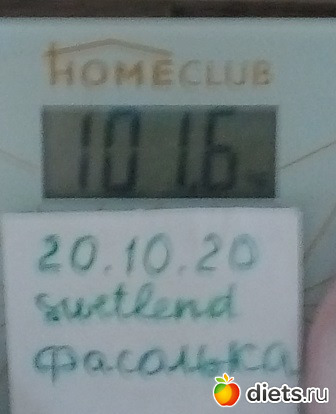 HOMECLUB
101.6
20.10.20
swetlend
фасолька
diets.ru